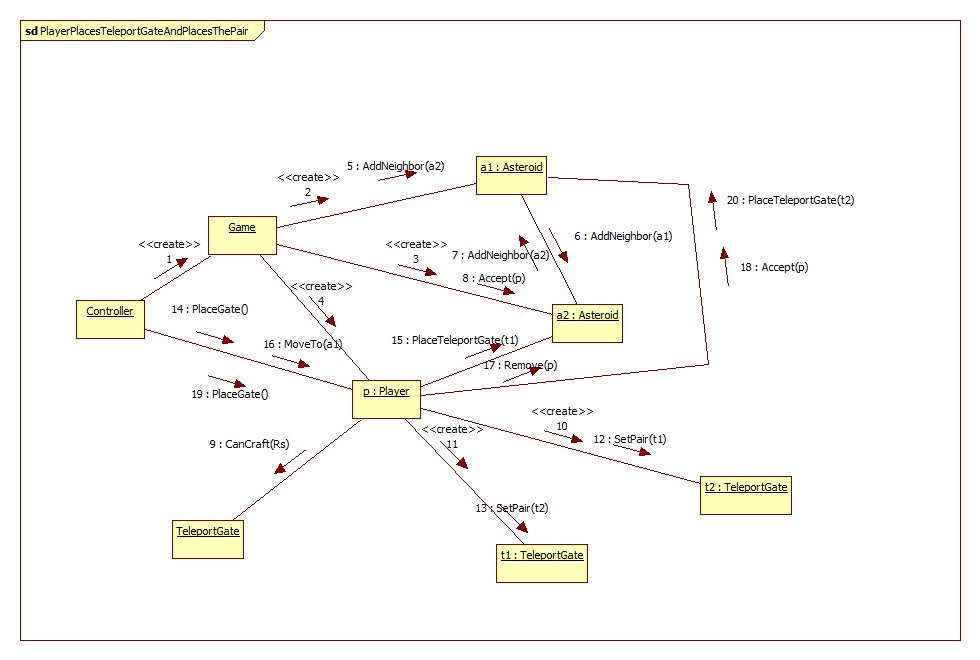 sd PlayerPlacesTeleportGateAndPlacesThePair
5 : AddNeighbor(a2)
a1 : Asteroid
<<create>>
2
20 : PlaceTeleportGate(t2)
Game
<<create>>
1
<<create>>
3
7 : AddNeighbor(a2)
6 : AddNeighbor(a1)
18 : Accept(p)
8 : Accept(p)
<<create>>
4
Controller
14 : PlaceGate()
a2 : Asteroid
16 : MoveTo(a1)
15 : PlaceTeleportGate(t1)
17 : Remove(p)
19 : PlaceGate()
p : Player
<<create>>
10
<<create>>
11
12 : SetPair(t1)
9 : CanCraft(Rs)
t2 : TeleportGate
13 : SetPair(t2)
TeleportGate
t1 : TeleportGate